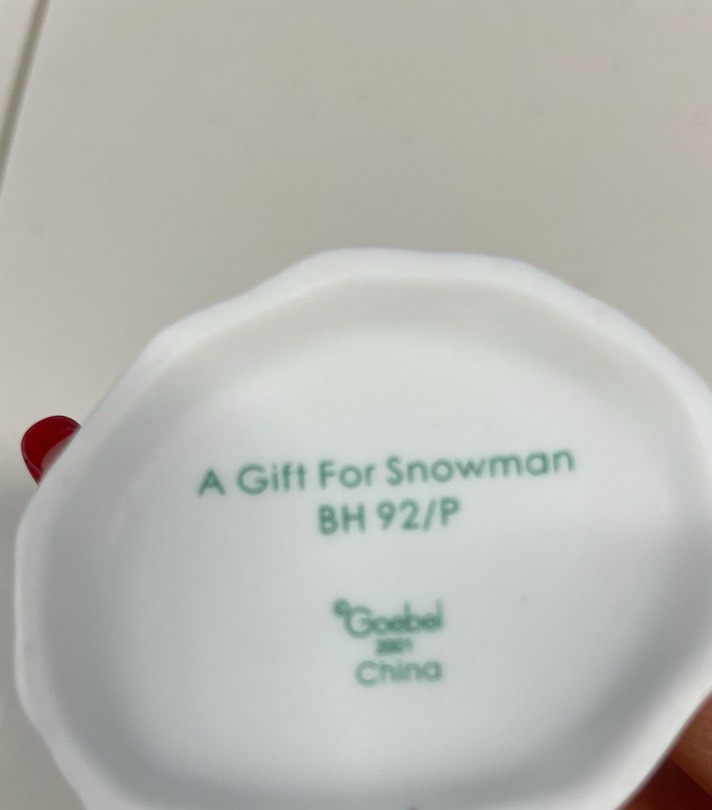 A Gift For Snowman
BH 92/P
©Goebel
2001
China